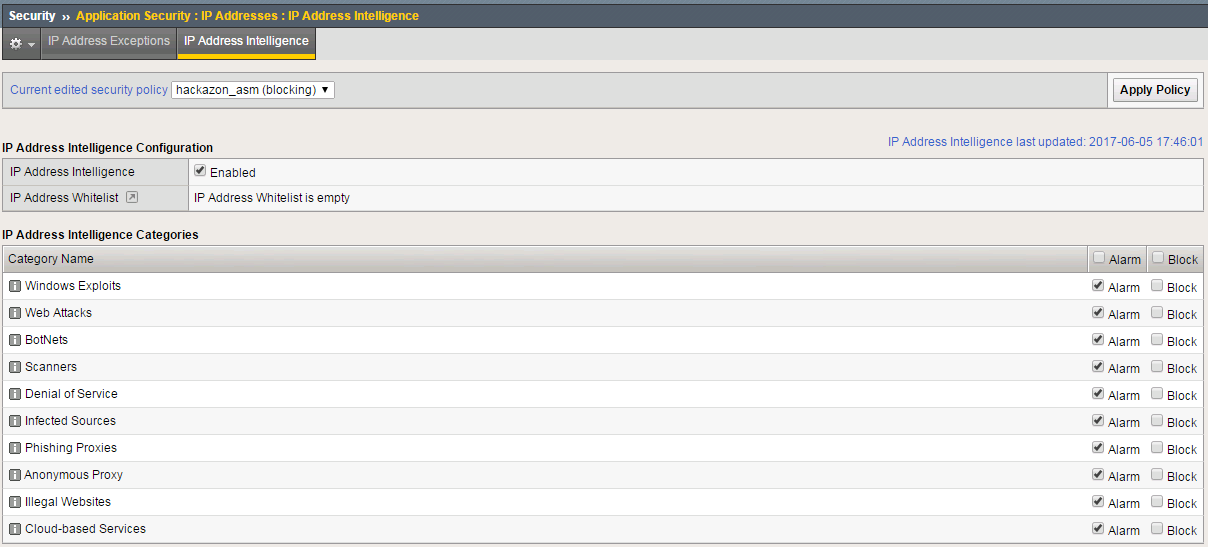 Security ›› Application Security : IP Addresses : IP Address Intelligence
IP Address Exceptions IP Address Intelligence
Current edited security policy hackazon_asm (blocking) Apply Policy
IP Address Intelligence last updated: 2017-06-05 17:46:01
IP Address Intelligence Configuration
IP Address Intelligence Enabled
IP Address Whitelist IP Address Whitelist is empty
IP Address Intelligence Categories
Category Name Alarm Block
Windows Exploits Alarm Block
Web Attacks Alarm Block
BotNets Alarm Block
Scanners Alarm Block
Denial of Service Alarm Block
Infected Sources Alarm Block
Phishing Proxies Alarm Block
Anonymous Proxy Alarm Block
Illegal Websites Alarm Block
Cloud-based Services Alarm Block